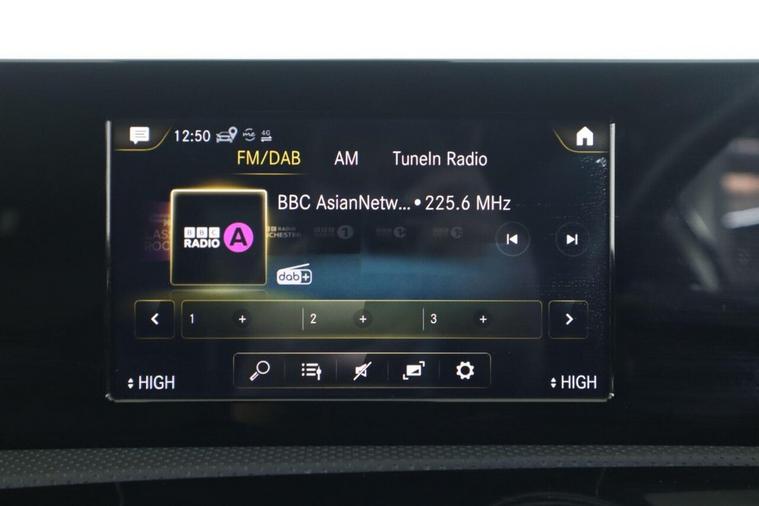 12:50 me 4G
FM/DAB AM TuneIn Radio
BBC AsianNetw... • 225.6 MHz
BBC
RADIO A
dab+
1 + 2 + 3 +
HIGH HIGH